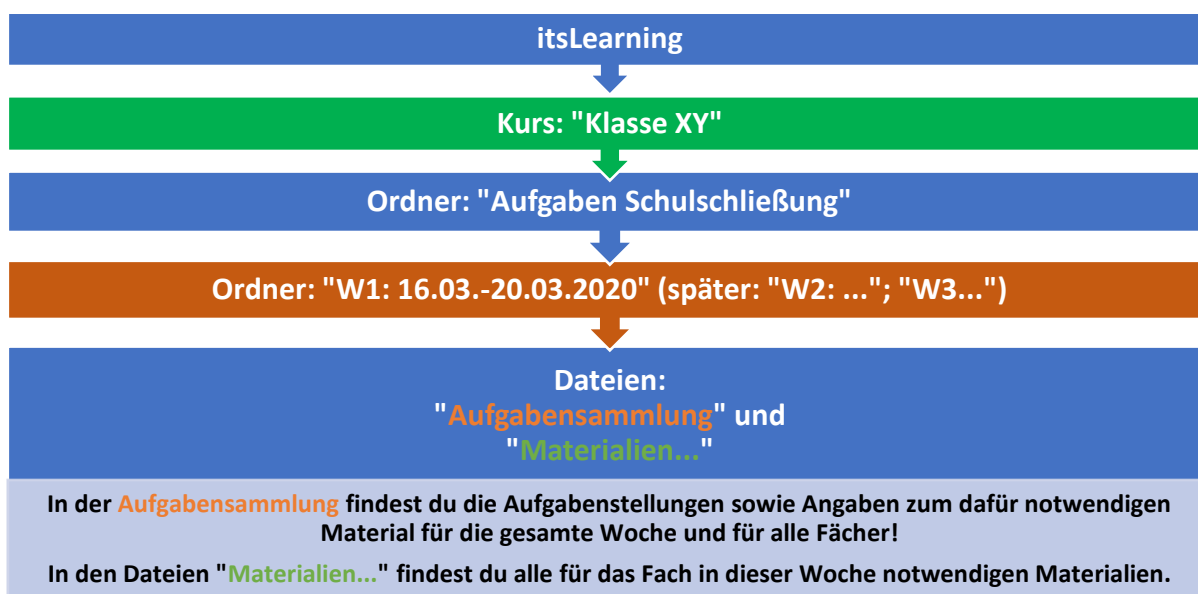 itsLearning
Kurs: "Klasse XY"
Ordner: "Aufgaben Schulschließung"
Ordner: "W1: 16.03.-20.03.2020" (später: "W2: ..."; "W3...")
Dateien:
"Aufgabensammlung" und
"Materialien..."
In der Aufgabensammlung findest du die Aufgabenstellungen sowie Angaben zum dafür notwendigen
Material für die gesamte Woche und für alle Fächer!
In den Dateien "Materialien..." findest du alle für das Fach in dieser Woche notwendigen Materialien.